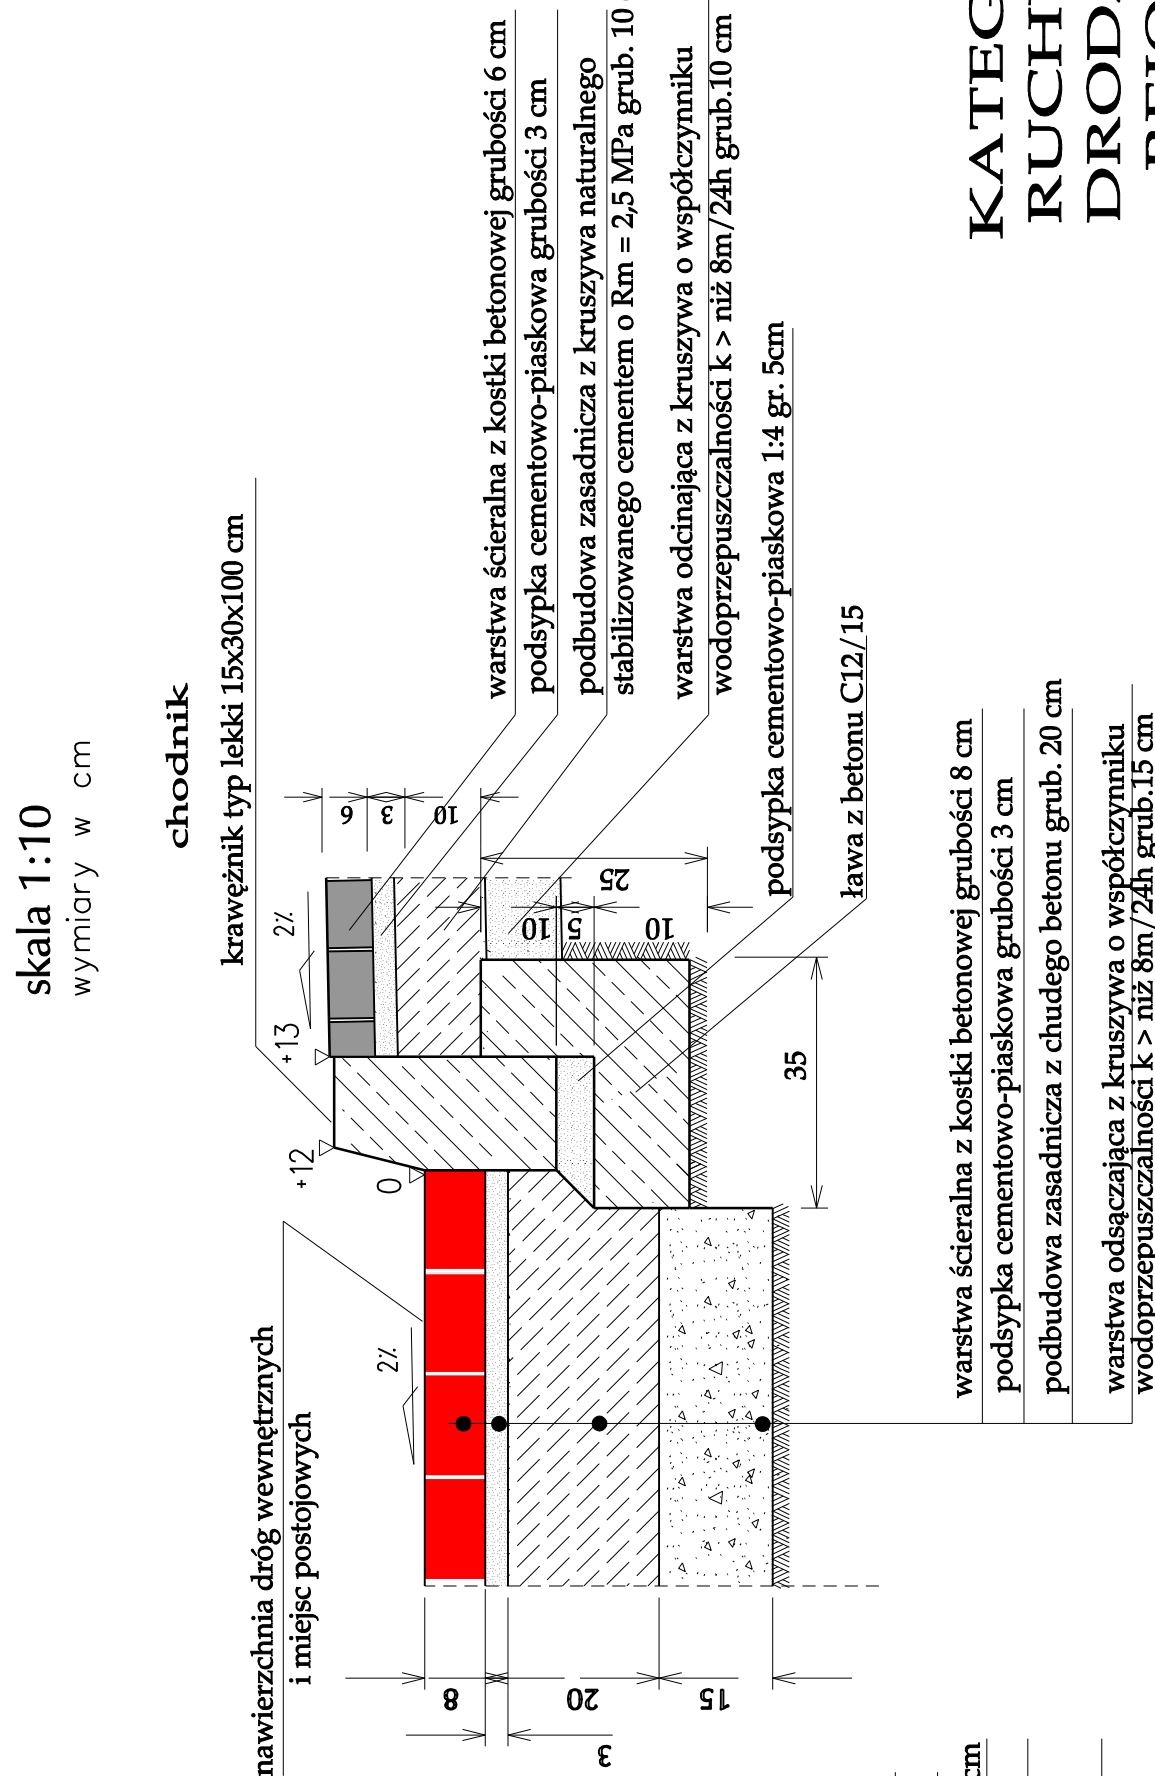 skala 1:10
wymiary w cm
chodnik
krawężnik typ lekki 15x30x100 cm
nawierzchnia dróg wewnętrznych
i miejsc postojowych
2%
+13
+12
0
2%
6
3
10
25
10
5
10
35
8
3
20
15
warstwa ścieralna z kostki betonowej grubości 6 cm
podsypka cementowo-piaskowa grubości 3 cm
podbudowa zasadnicza z kruszywa naturalnego
stabilizowanego cementem o Rm = 2,5 MPa grub. 10
warstwa odcinająca z kruszywa o współczynniku
wodoprzepuszczalności k > niż 8m/24h grub.10 cm
podsypka cementowo-piaskowa 1:4 gr. 5cm
ława z betonu C12/15
warstwa ścieralna z kostki betonowej grubości 8 cm
podsypka cementowo-piaskowa grubości 3 cm
podbudowa zasadnicza z chudego betonu grub. 20 cm
warstwa odsączająca z kruszywa o współczynniku
wodoprzepuszczalności k > niż 8m/24h grub.15 cm
KATEG
RUCH
DROD
cm